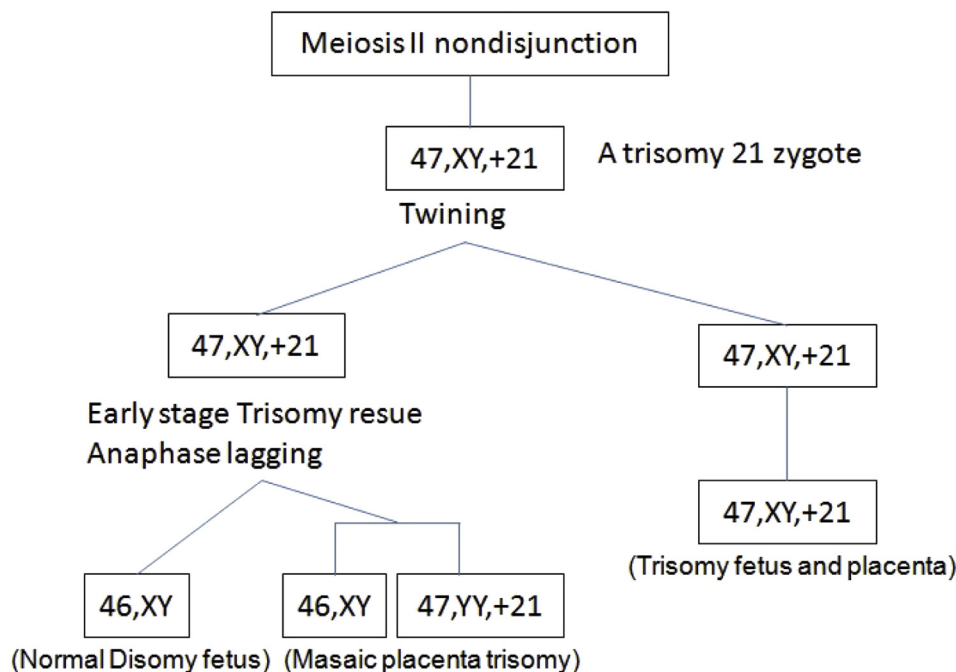 Meiosis II nondisjunction
47,XY,+21
A trisomy 21 zygote
Twining
47,XY,+21
47,XY,+21
Early stage Trisomy resue
Anaphase lagging
47,XY,+21
(Trisomy fetus and placenta)
46,XY
46,XY
47,YY,+21
(Normal Disomy fetus)
(Masaic placenta trisomy)